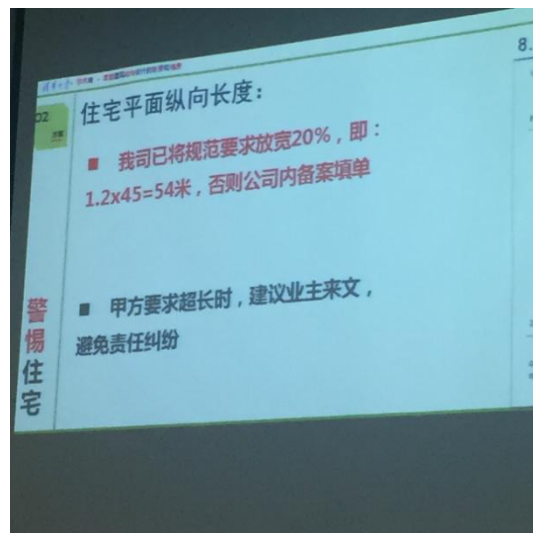 02
住宅平面纵向长度：
■ 我司已将规范要求放宽20%，即：
1.2x45=54米，否则公司内备案填单
■ 甲方要求超长时，建议业主来文，
避免责任纠纷
警惕住宅
8.